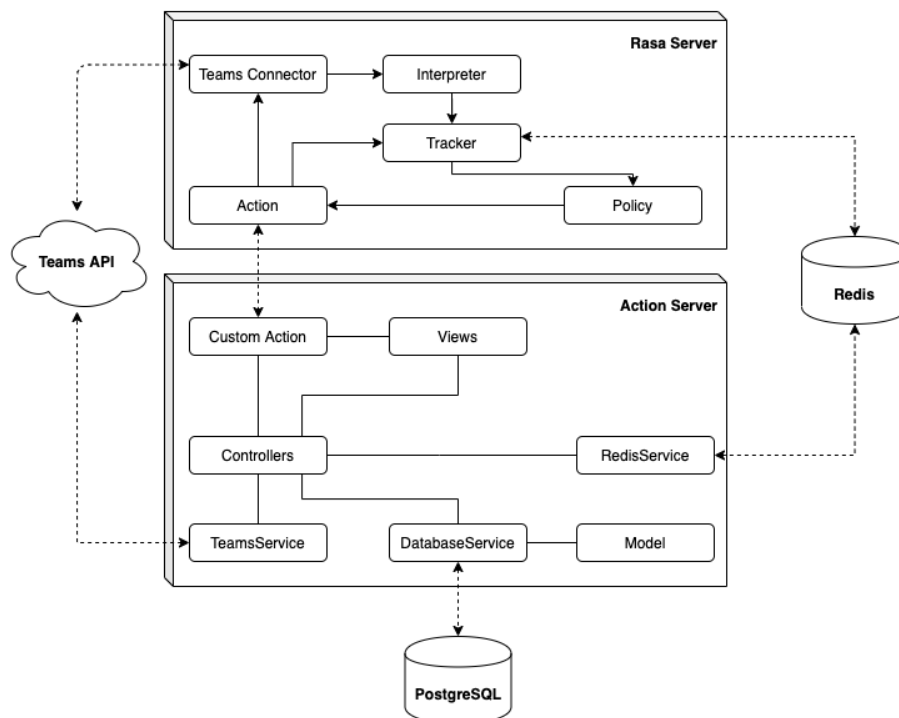 Rasa Server
Teams Connector
Interpreter
Tracker
Action
Policy
Teams API
Redis
Action Server
Custom Action
Views
Controllers
RedisService
TeamsService
DatabaseService
Model
PostgreSQL